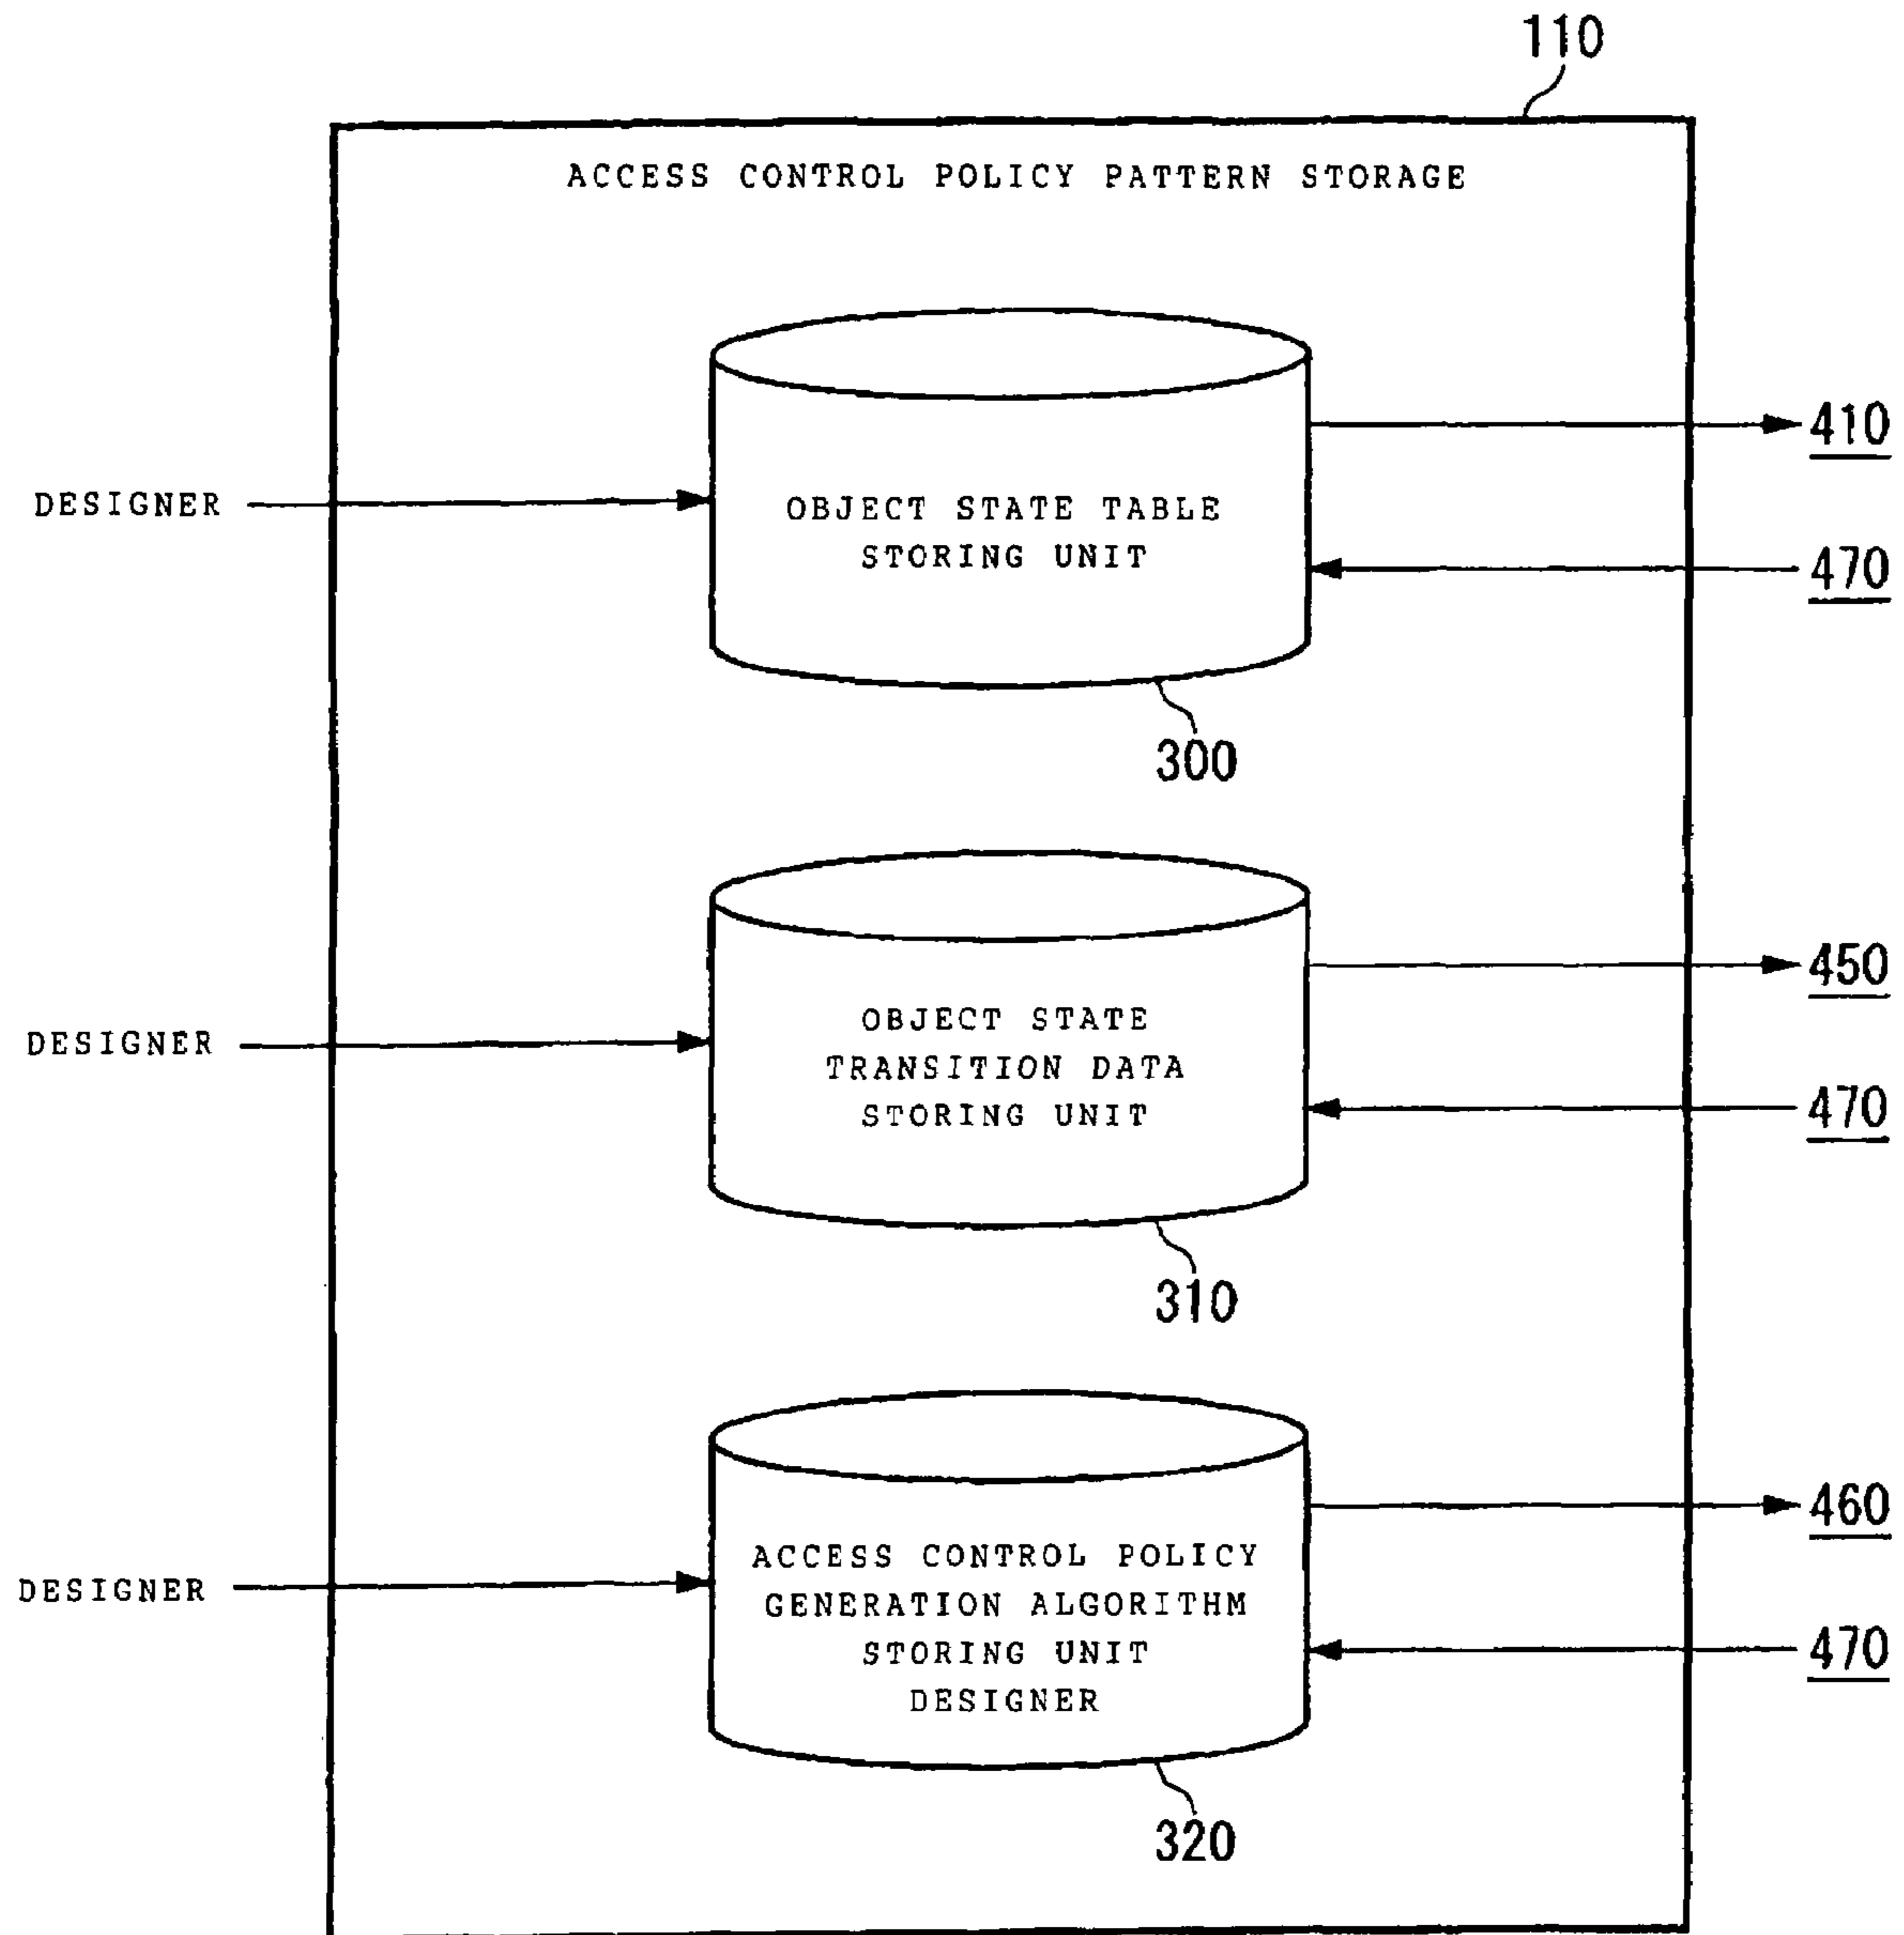 110
ACCESS CONTROL POLICY PATTERN STORAGE
410
DESIGNER
OBJECT STATE TABLE
STORING UNIT
470
300
450
DESIGNER
OBJECT STATE
TRANSITION DATA
STORING UNIT
470
310
460
DESIGNER
ACCESS CONTROL POLICY
GENERATION ALGORITHM
STORING UNIT
DESIGNER
470
320